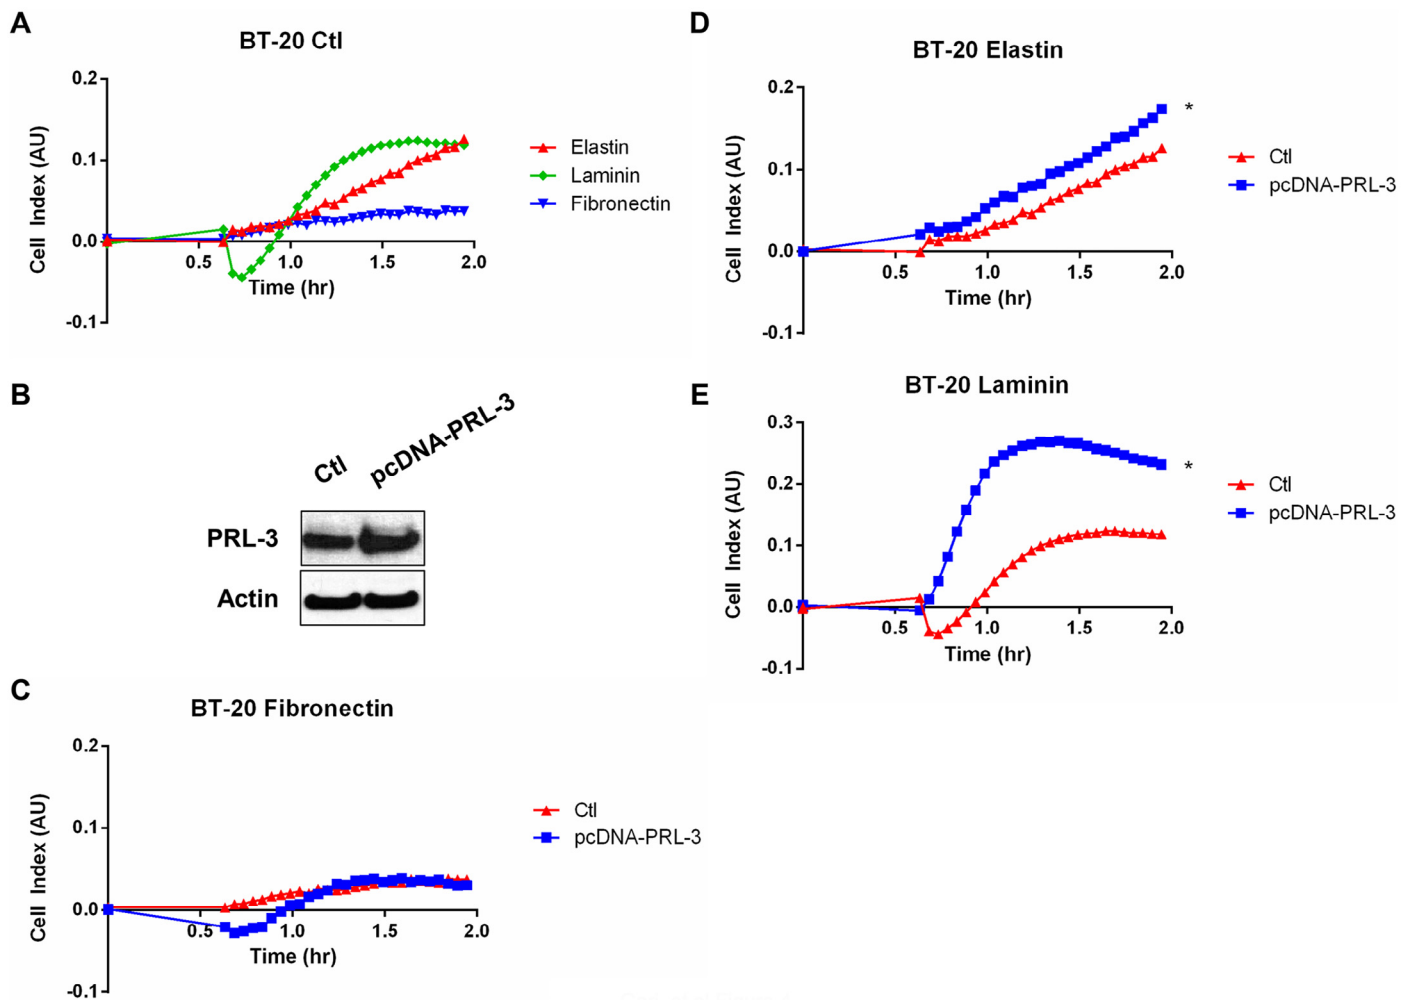 A
BT-20 Ctl
0.2
0.1
0.0
-0.1
Cell Index (AU)
0.5
1.0
1.5
2.0
Time (hr)
Elastin
Laminin
Fibronectin
B
Ctl
pcDNA-PRL-3
PRL-3
Actin
C
BT-20 Fibronectin
0.2
0.1
0.0
-0.1
Cell Index (AU)
0.5
1.0
1.5
2.0
Time (hr)
Ctl
pcDNA-PRL-3
D
BT-20 Elastin
0.2
0.1
0.0
-0.1
Cell Index (AU)
0.5
1.0
1.5
2.0
Time (hr)
*
Ctl
pcDNA-PRL-3
E
BT-20 Laminin
0.3
0.2
0.1
0.0
-0.1
Cell Index (AU)
0.5
1.0
1.5
2.0
Time (hr)
*
Ctl
pcDNA-PRL-3